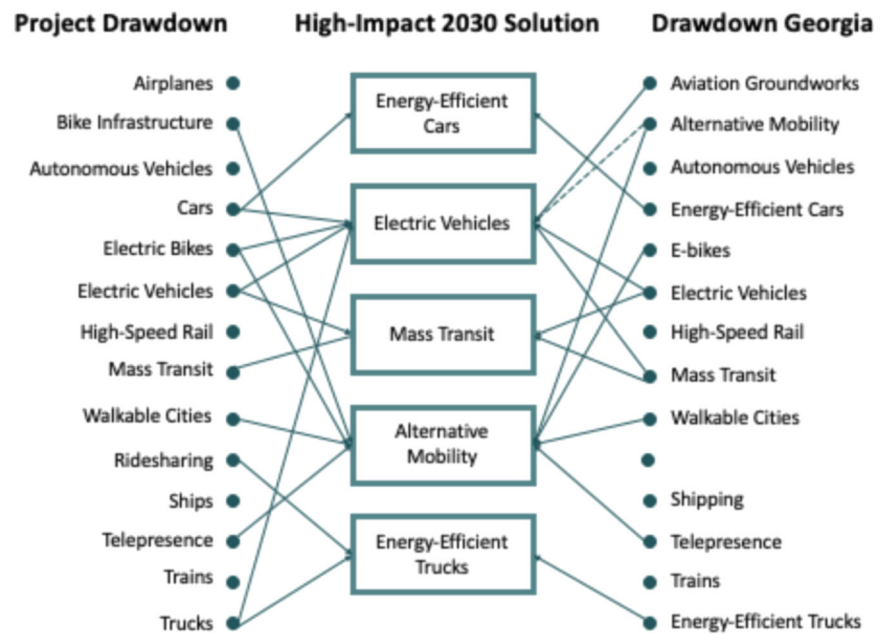 Project Drawdown
High-Impact 2030 Solution
Drawdown Georgia
Airplanes
Bike Infrastructure
Autonomous Vehicles
Cars
Electric Bikes
Electric Vehicles
High-Speed Rail
Mass Transit
Walkable Cities
Ridesharing
Ships
Telepresence
Trains
Trucks
Energy-Efficient
Cars
Electric Vehicles
Mass Transit
Alternative
Mobility
Energy-Efficient
Trucks
Aviation Groundworks
Alternative Mobility
Autonomous Vehicles
Energy-Efficient Cars
E-bikes
Electric Vehicles
High-Speed Rail
Mass Transit
Walkable Cities
Shipping
Telepresence
Trains
Energy-Efficient Trucks